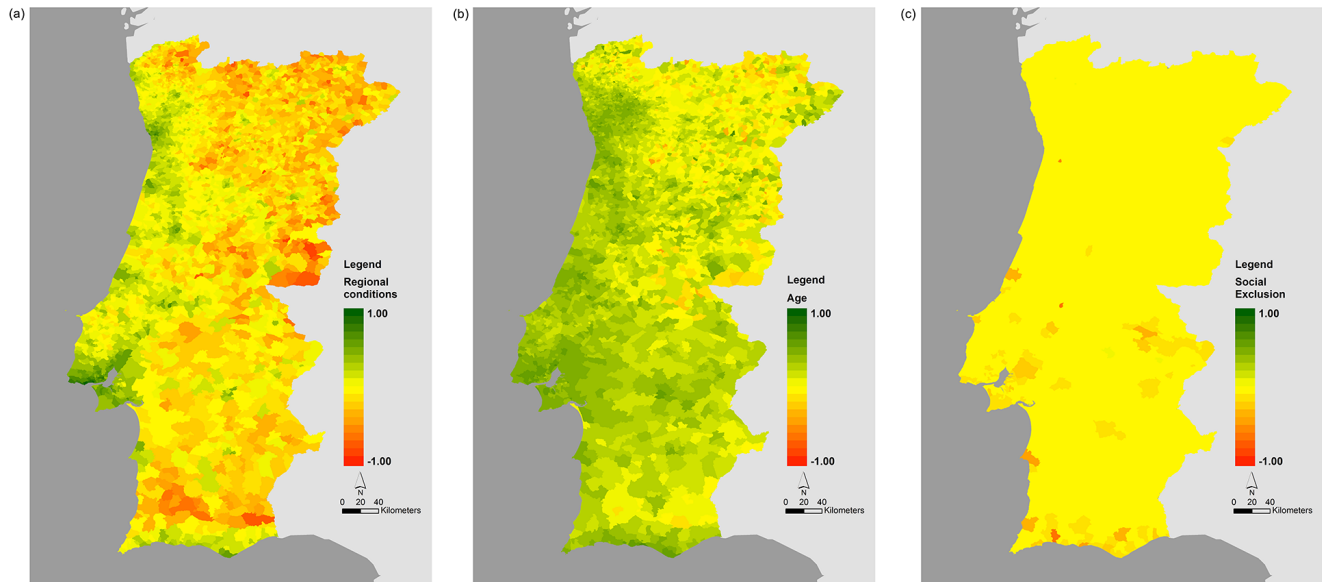 (a)
Legend
Regional
conditions
1.00
-1.00
N
0 20 40
Kilometers
(b)
Legend
Age
1.00
-1.00
N
0 20 40
Kilometers
(c)
Legend
Social
Exclusion
1.00
-1.00
N
0 20 40
Kilometers